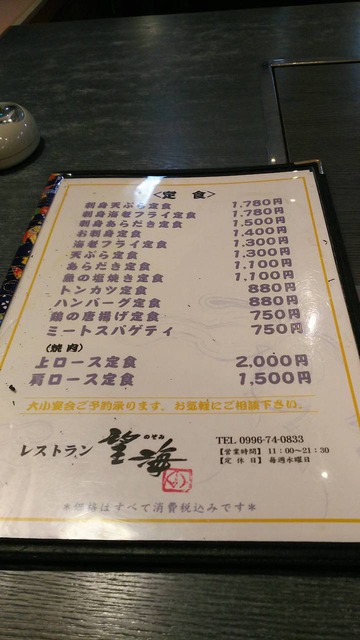 <定食>
刺身天ぷら定食 1.780円
刺身海老フライ定食 1.780円
刺身あらだき定食 1.500円
お刺身定食 1.400円
海老フライ定食 1.300円
天ぷら定食 1.300円
あらだき定食 1.100円
魚の塩焼き定食 1.100円
トンカツ定食 880円
ハンバーグ定食 880円
鶏の唐揚げ定食 750円
ミートスパゲティ 750円
(焼肉)
上ロース定食 2,000円
肩ロース定食 1,500円
大小宴会ご予約承ります。お気軽にご相談下さい。
のぞみ
レストラン 望海
TEL 0996-74-0833
【営業時間】 11:00〜21:30
【定休日】 毎週水曜日
*価格はすべて消費税込みです*